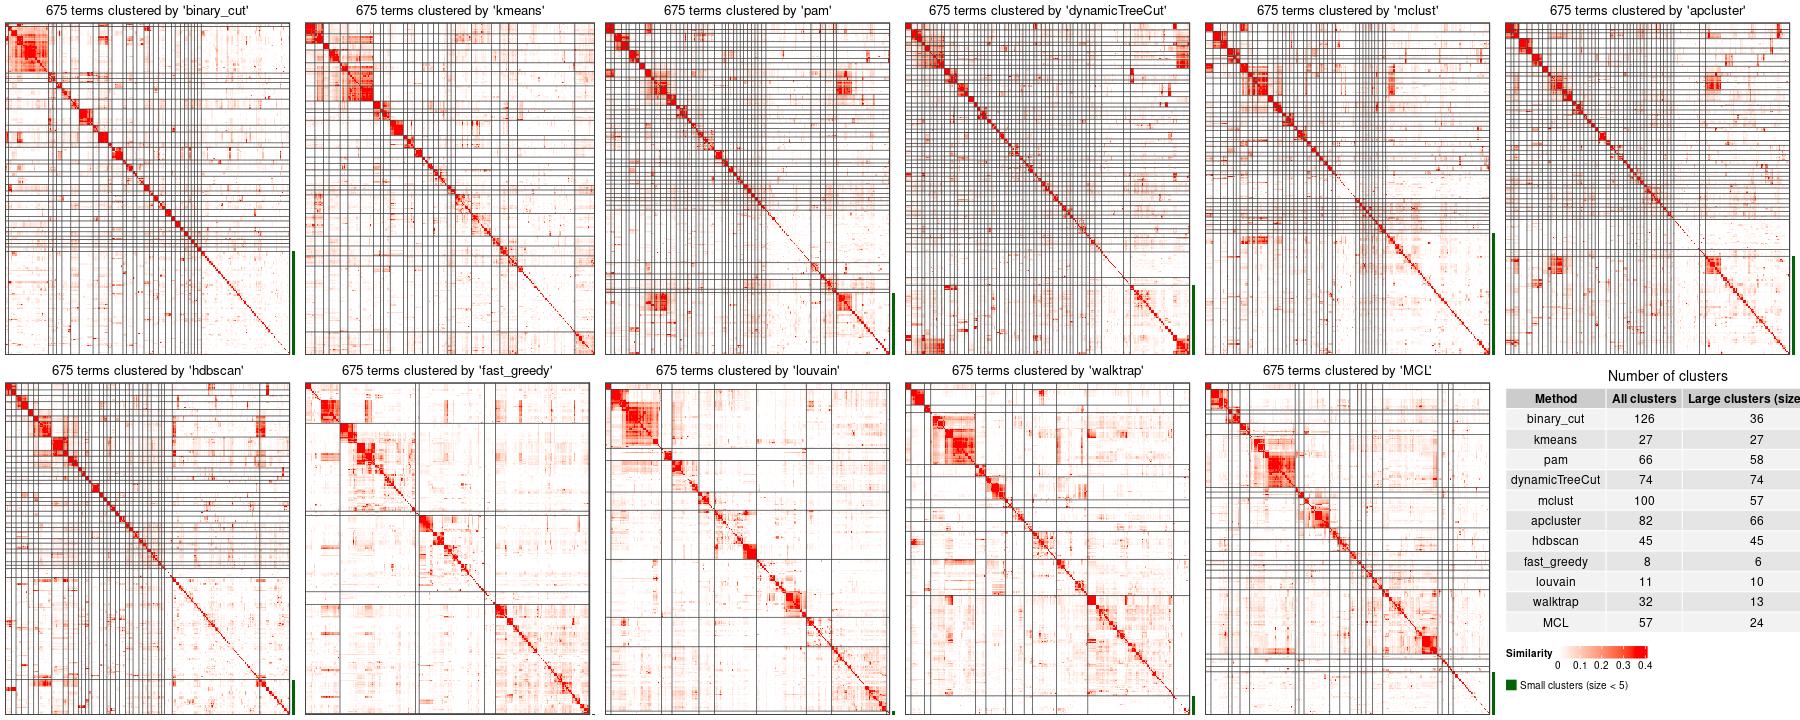 675 terms clustered by 'binary_cut'
675 terms clustered by 'kmeans'
675 terms clustered by 'pam'
675 terms clustered by 'dynamicTreeCut'
675 terms clustered by 'mclust'
675 terms clustered by 'apcluster'
675 terms clustered by 'hdbscan'
675 terms clustered by 'fast_greedy'
675 terms clustered by 'louvain'
675 terms clustered by 'walktrap'
675 terms clustered by 'MCL'
Number of clusters
Method All clusters Large clusters (size
binary_cut 126 36
kmeans 27 27
pam 66 58
dynamicTreeCut 74 74
mclust 100 57
apcluster 82 66
hdbscan 45 45
fast_greedy 8 6
louvain 11 10
walktrap 32 13
MCL 57 24
Similarity
0 0.1 0.2 0.3 0.4
Small clusters (size < 5)